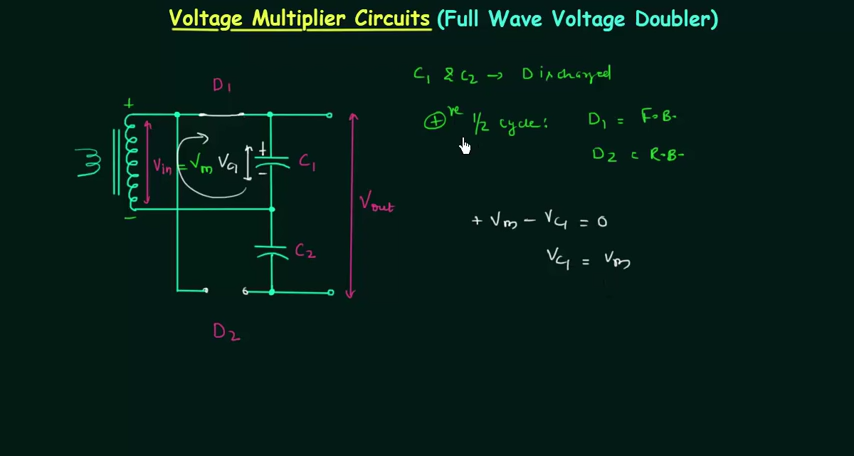 Voltage Multiplier Circuits (Full Wave Voltage Doubler)
C1 & C2 → Discharged
D1
+ve 1/2 cycle: D1 = F.B.
D2 = R.B.
+
Vin = Vm VC1 + - C1
Vout
-
+ Vm - VC1 = 0
VC1 = Vm
C2
D2